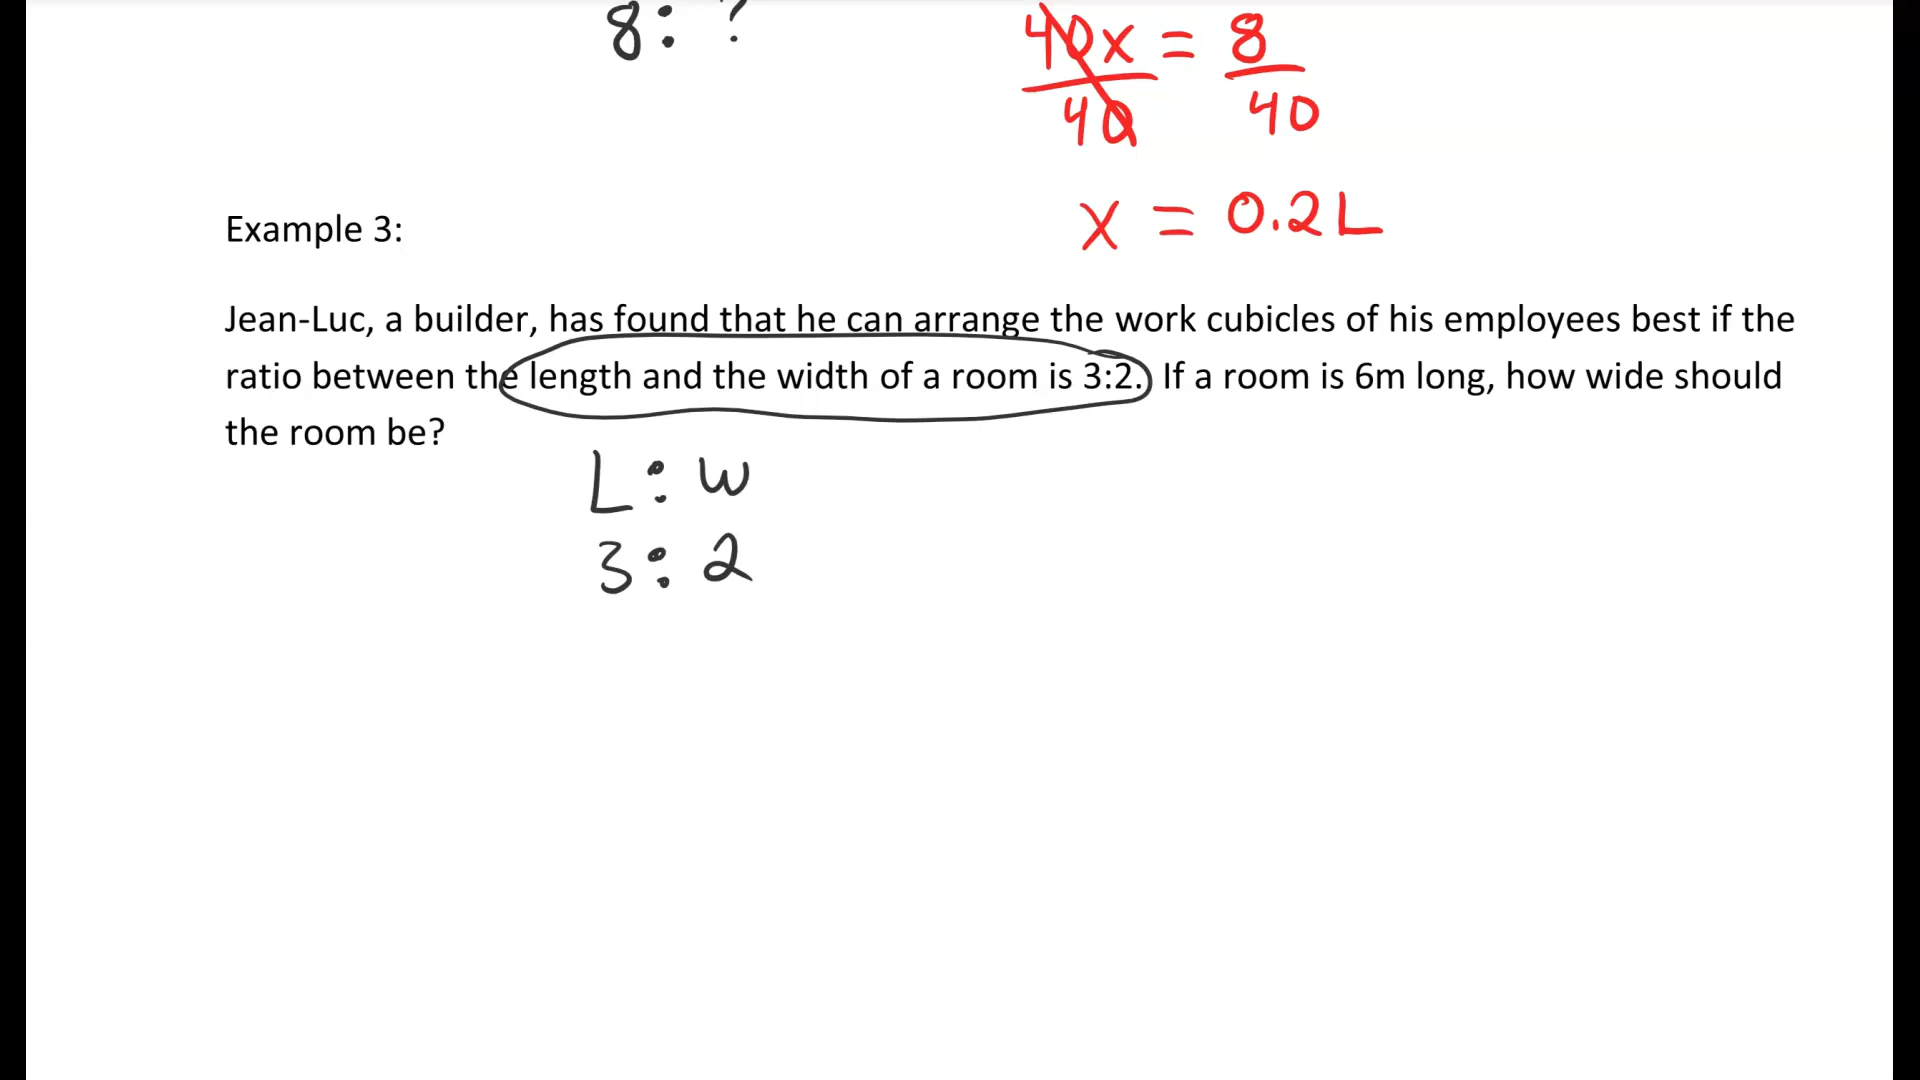 8: ?
40x = 8
40 40
x = 0.2L
Example 3:
Jean-Luc, a builder, has found that he can arrange the work cubicles of his employees best if the
ratio between the length and the width of a room is 3:2. If a room is 6m long, how wide should
the room be?
L : w
3 : 2